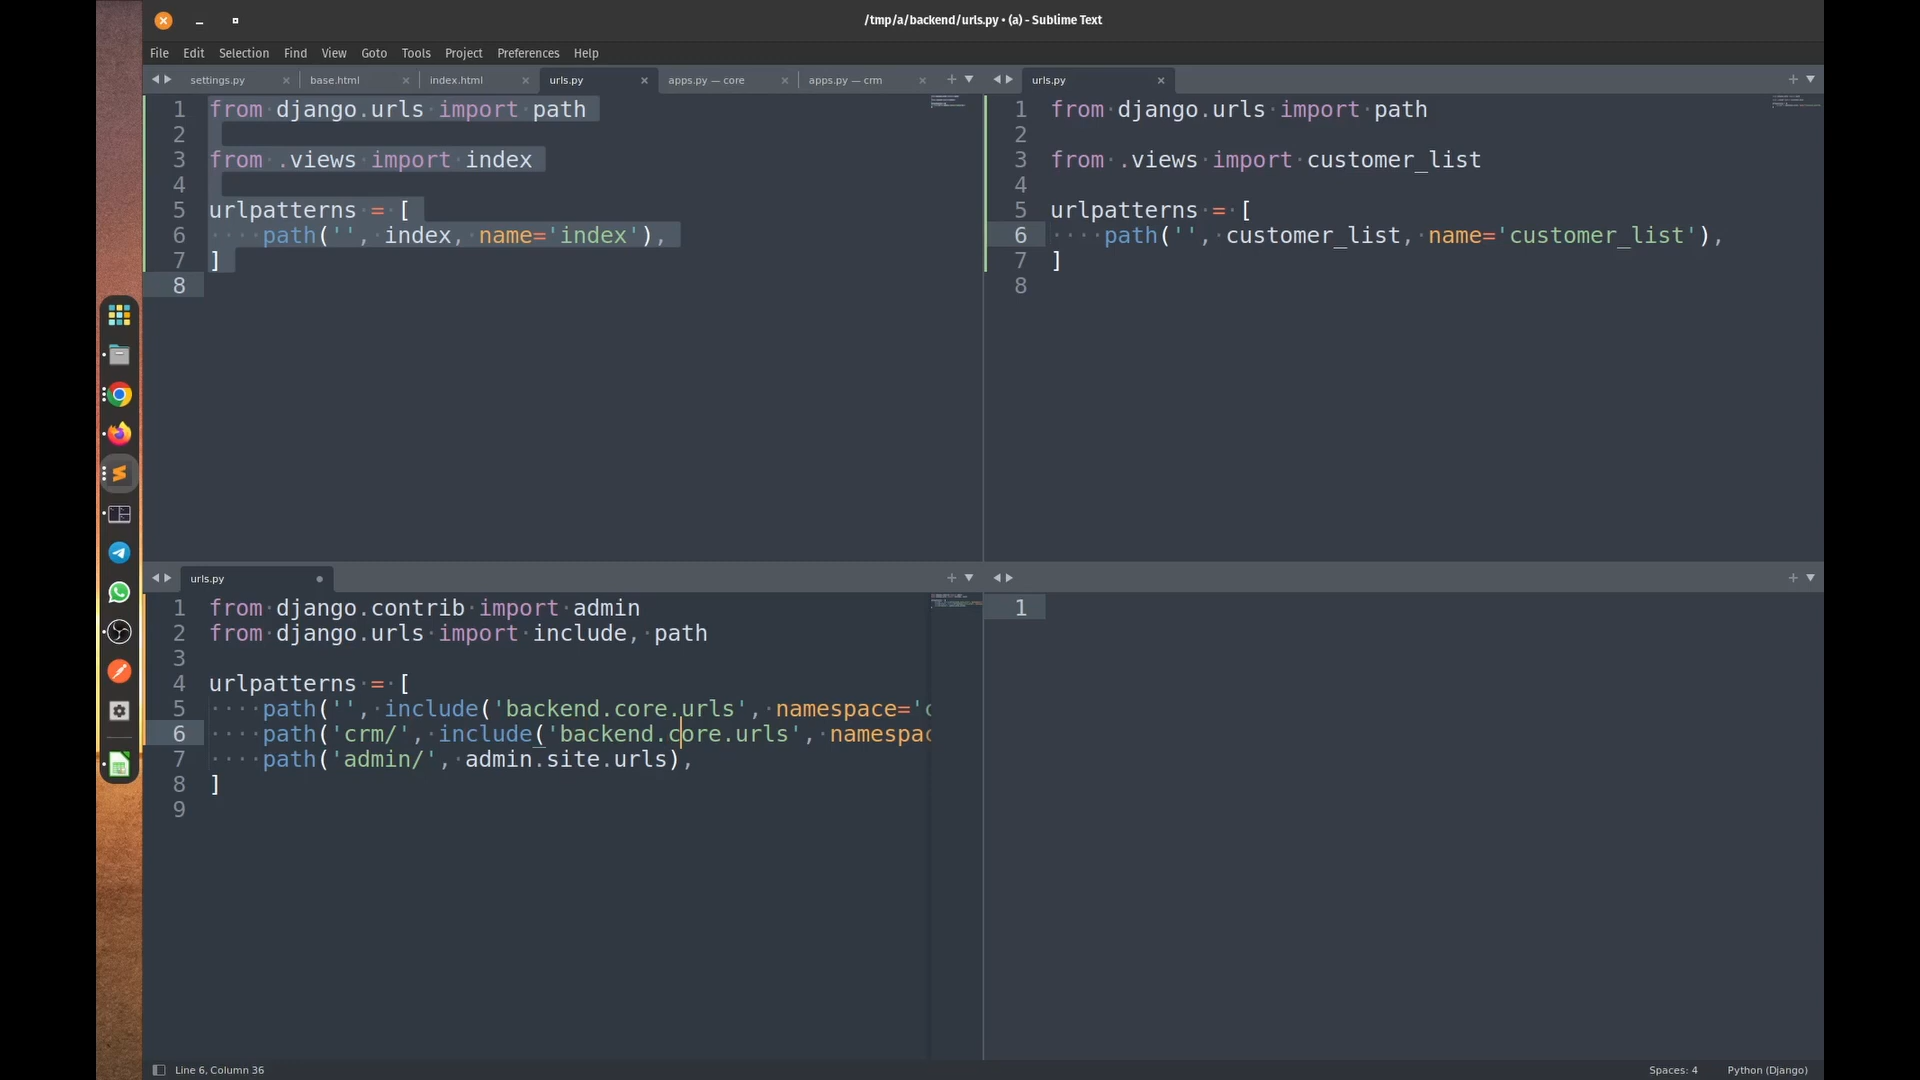 /tmp/a/backend/urls.py • (a) - Sublime Text
File Edit Selection Find View Goto Tools Project Preferences Help
settings.py base.html index.html urls.py apps.py — core apps.py — crm
1 from django.urls import path
2
3 from .views import index
4
5 urlpatterns = [
6 path('', index, name='index'),
7 ]
8
urls.py
1 from django.urls import path
2
3 from .views import customer_list
4
5 urlpatterns = [
6 path('', customer_list, name='customer_list'),
7 ]
8
urls.py
1 from django.contrib import admin
2 from django.urls import include, path
3
4 urlpatterns = [
5 path('', include('backend.core.urls', namespace='c
6 path('crm/', include('backend.core.urls', namespac
7 path('admin/', admin.site.urls),
8 ]
9
1
Line 6, Column 36
Spaces: 4 Python (Django)